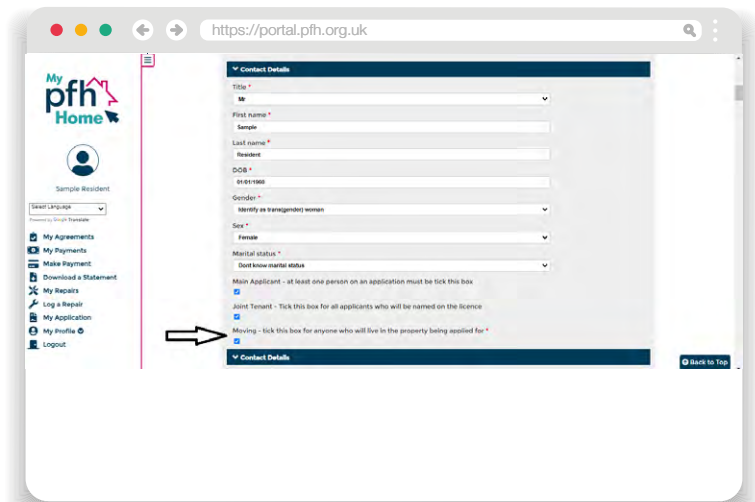 https://portal.pfh.org.uk
My
pfh
Home
Sample Resident
Select Language
Powered by Google Translate
My Agreements
My Payments
Make Payment
Download a Statement
My Repairs
Log a Repair
My Application
My Profile
Logout
Contact Details
Title *
Mr
First name *
Sample
Last name *
Resident
DOB *
Gender *
Identify as trans(gender) woman
Sex *
Female
Marital status *
Dont know marital status
Main Applicant - at least one person on an application must be tick this box
Joint Tenant - Tick this box for all applicants who will be named on the licence
Moving - tick this box for anyone who will live in the property being applied for *
Contact Details
Back to Top